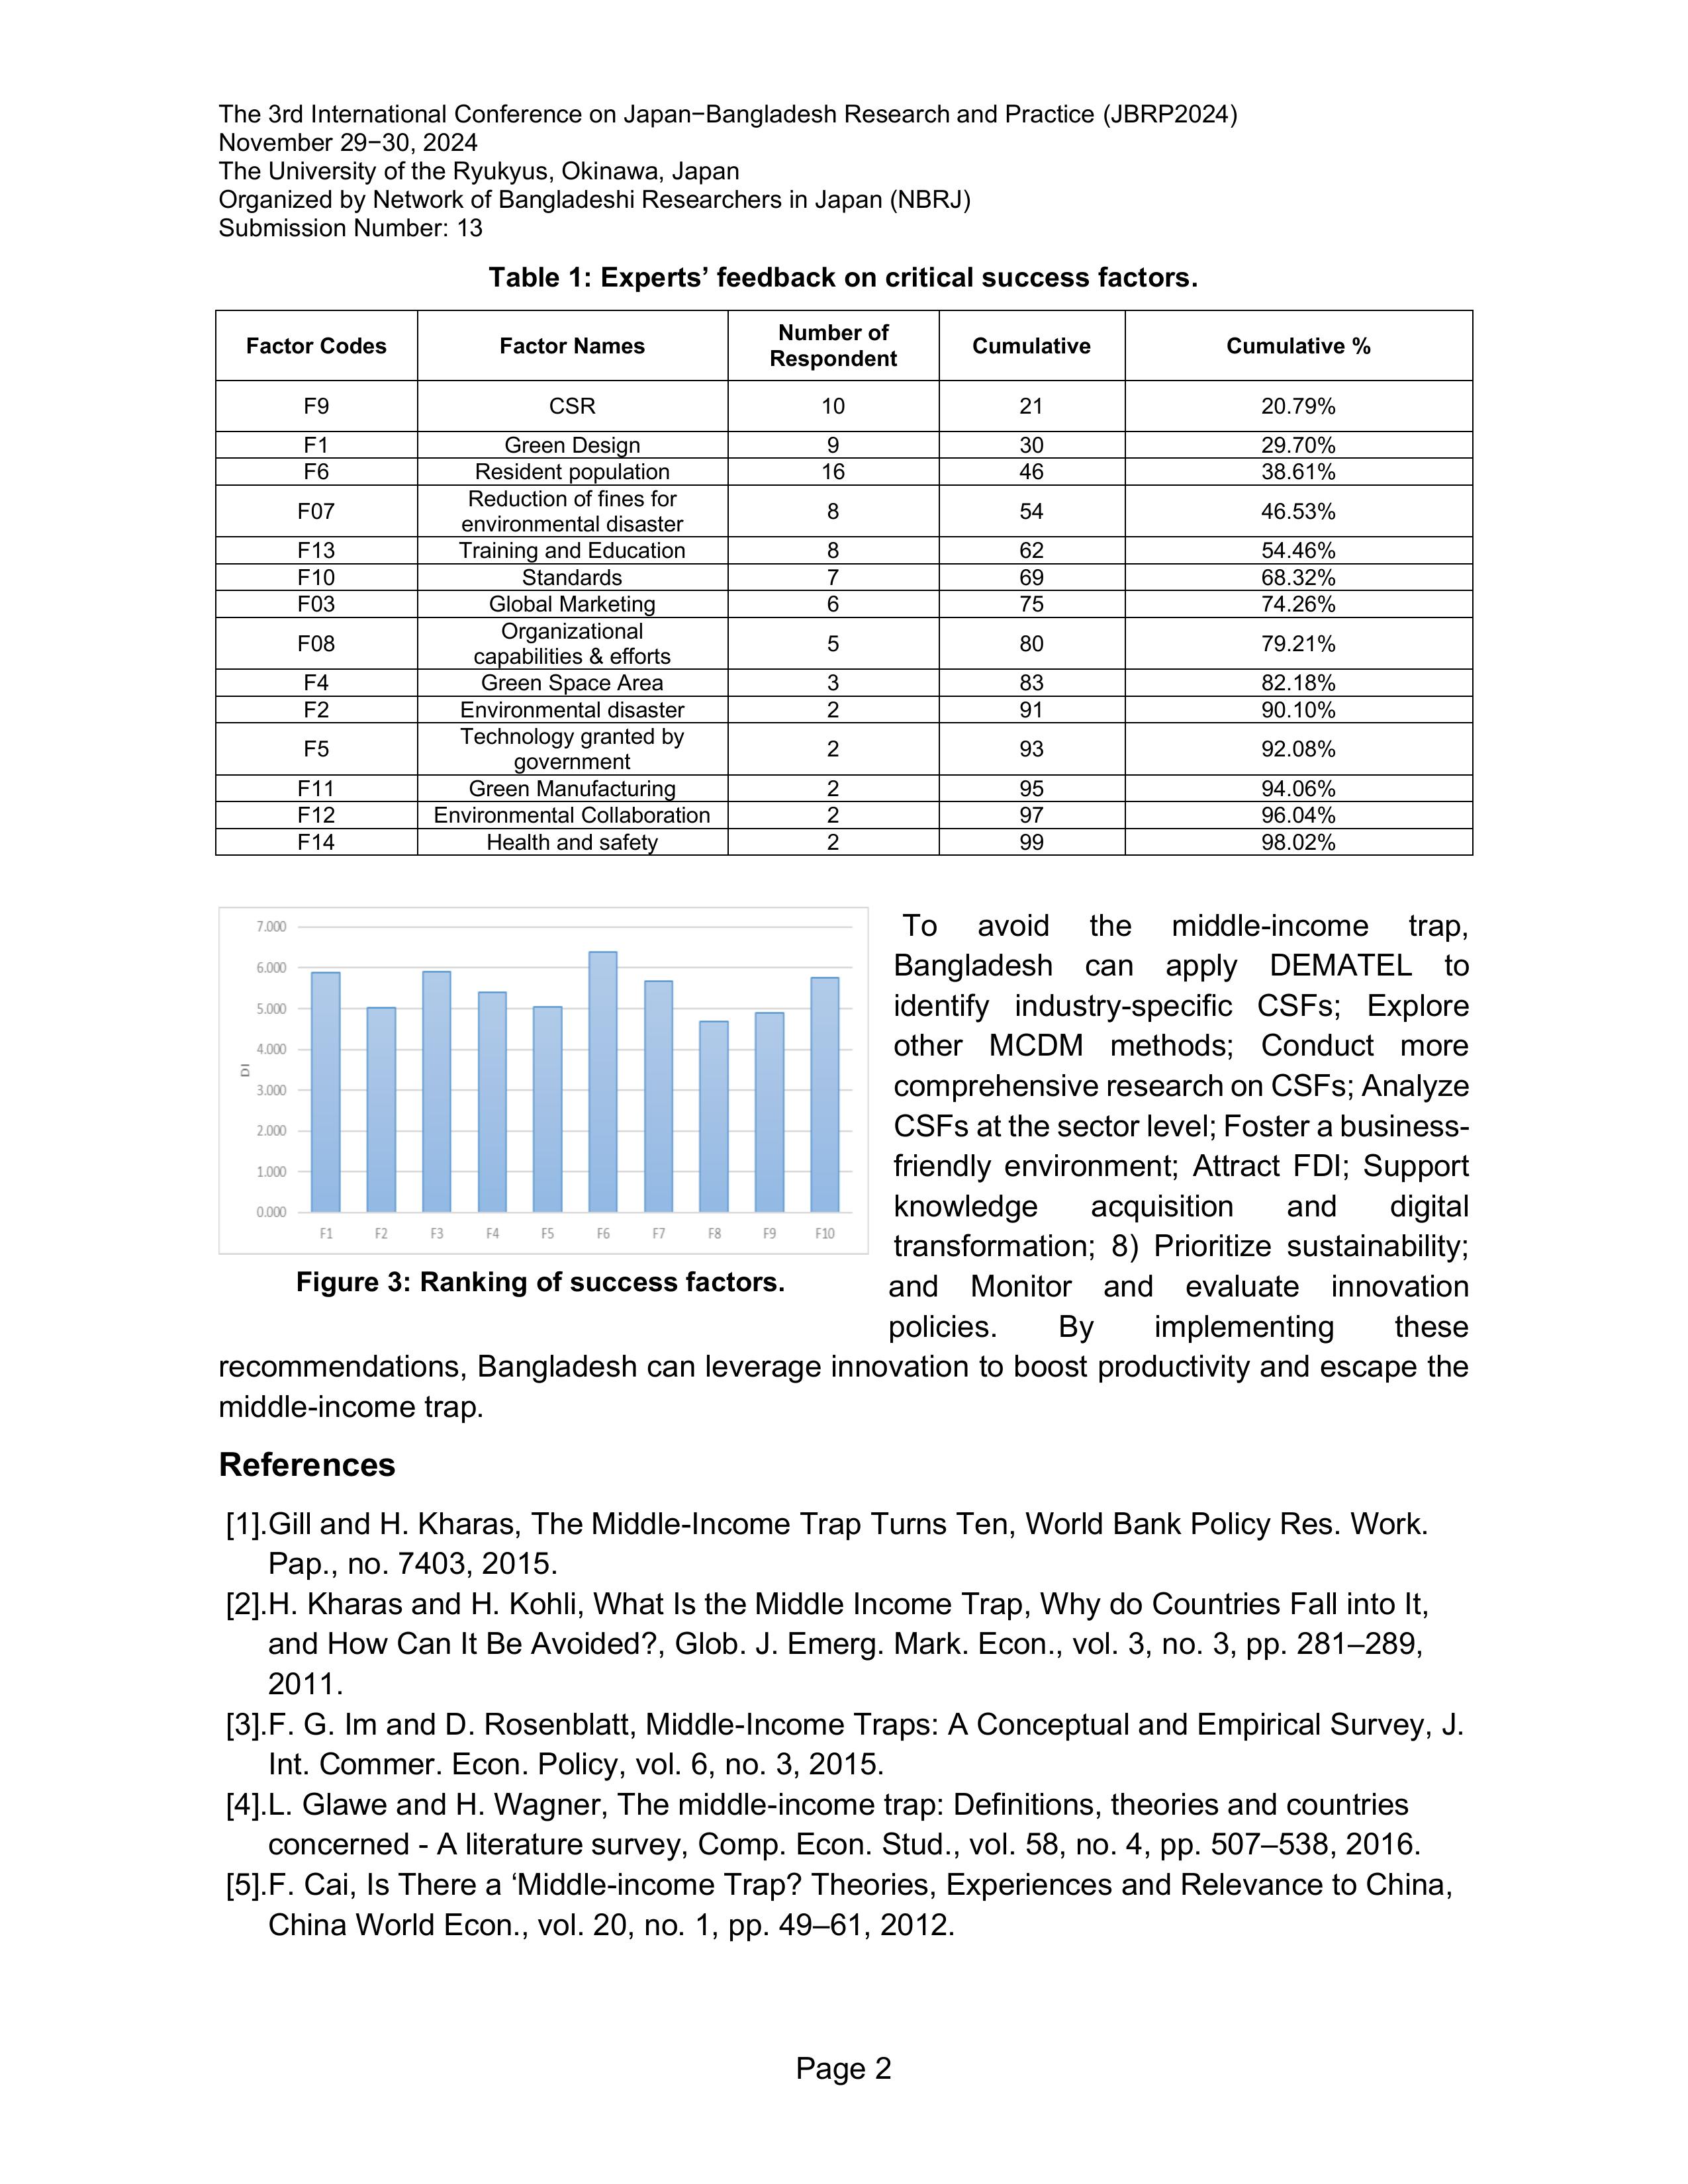 The 3rd International Conference on Japan−Bangladesh Research and Practice (JBRP2024)
November 29−30, 2024
The University of the Ryukyus, Okinawa, Japan
Organized by Network of Bangladeshi Researchers in Japan (NBRJ)
Submission Number: 13
Table 1: Experts’ feedback on critical success factors.
Factor Codes Factor Names Number of Respondent Cumulative Cumulative %
F9 CSR 10 21 20.79%
F1 Green Design 9 30 29.70%
F6 Resident population 16 46 38.61%
F07 Reduction of fines for environmental disaster 8 54 46.53%
F13 Training and Education 8 62 54.46%
F10 Standards 7 69 68.32%
F03 Global Marketing 6 75 74.26%
F08 Organizational capabilities & efforts 5 80 79.21%
F4 Green Space Area 3 83 82.18%
F2 Environmental disaster 2 91 90.10%
F5 Technology granted by government 2 93 92.08%
F11 Green Manufacturing 2 95 94.06%
F12 Environmental Collaboration 2 97 96.04%
F14 Health and safety 2 99 98.02%
7.000
6.000
5.000
4.000
3.000
2.000
1.000
0.000
DI
F1 F2 F3 F4 F5 F6 F7 F8 F9 F10
Figure 3: Ranking of success factors.
To avoid the middle-income trap,
Bangladesh can apply DEMATEL to
identify industry-specific CSFs; Explore
other MCDM methods; Conduct more
comprehensive research on CSFs; Analyze
CSFs at the sector level; Foster a business-
friendly environment; Attract FDI; Support
knowledge acquisition and digital
transformation; 8) Prioritize sustainability;
and Monitor and evaluate innovation
policies. By implementing these
recommendations, Bangladesh can leverage innovation to boost productivity and escape the
middle-income trap.
References
[1].Gill and H. Kharas, The Middle-Income Trap Turns Ten, World Bank Policy Res. Work.
Pap., no. 7403, 2015.
[2].H. Kharas and H. Kohli, What Is the Middle Income Trap, Why do Countries Fall into It,
and How Can It Be Avoided?, Glob. J. Emerg. Mark. Econ., vol. 3, no. 3, pp. 281–289,
2011.
[3].F. G. Im and D. Rosenblatt, Middle-Income Traps: A Conceptual and Empirical Survey, J.
Int. Commer. Econ. Policy, vol. 6, no. 3, 2015.
[4].L. Glawe and H. Wagner, The middle-income trap: Definitions, theories and countries
concerned - A literature survey, Comp. Econ. Stud., vol. 58, no. 4, pp. 507–538, 2016.
[5].F. Cai, Is There a ‘Middle-income Trap? Theories, Experiences and Relevance to China,
China World Econ., vol. 20, no. 1, pp. 49–61, 2012.
Page 2